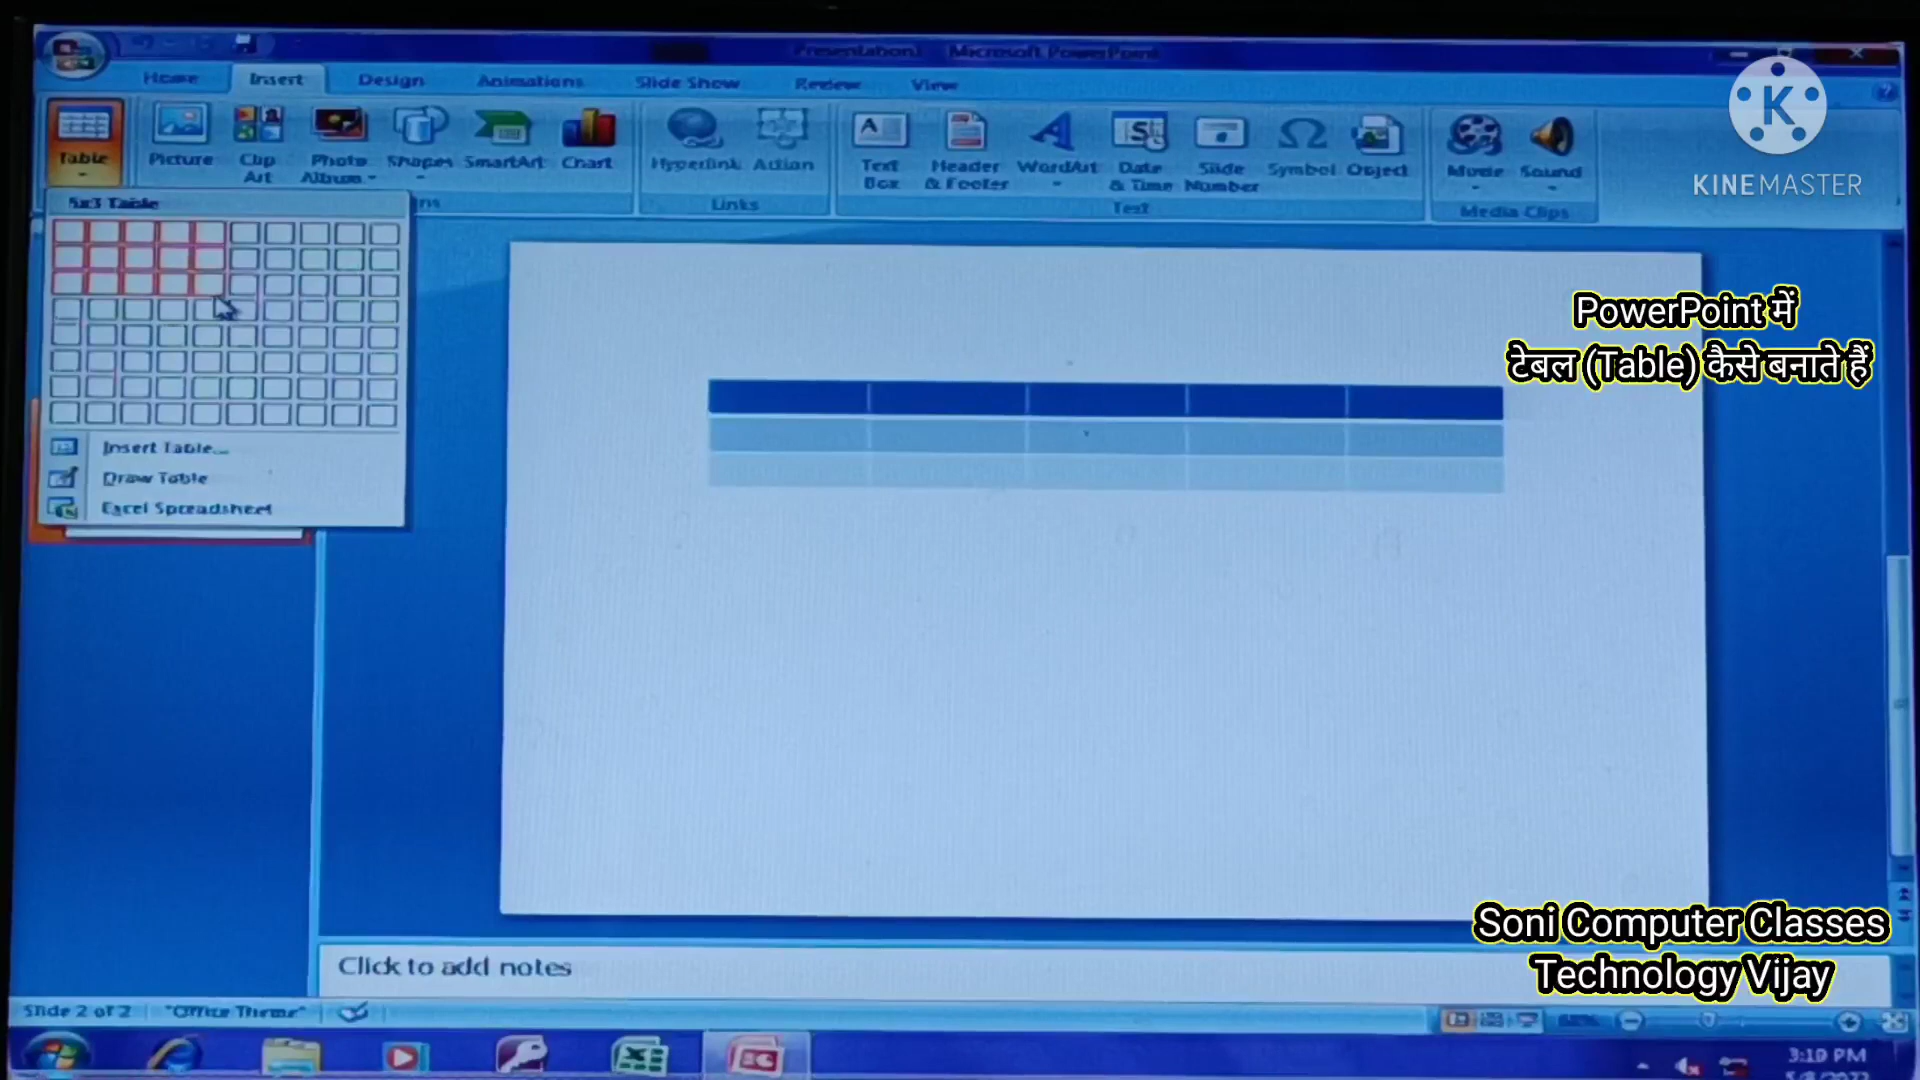 Presentation1 - Microsoft PowerPoint
Home Insert Design Animations Slide Show Review View
Table Picture Clip Art Photo Album Shapes SmartArt Chart Hyperlink Action Text Box Header & Footer WordArt Date & Time Slide Number Symbol Object Movie Sound
Links Text Media Clips
KINEMASTER
5x3 Table
Insert Table...
Draw Table
Excel Spreadsheet
PowerPoint में
टेबल (Table) कैसे बनाते हैं
Click to add notes
Soni Computer Classes
Technology Vijay
Slide 2 of 2 "Office Theme"
3:10 PM